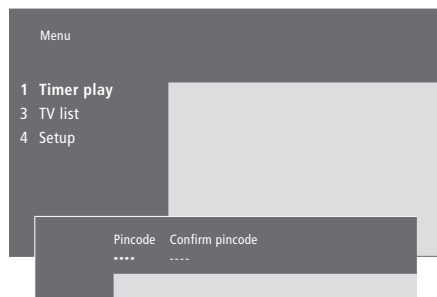 Menu
1 Timer play
3 TV list
4 Setup
Pincode Confirm pincode
---- ----